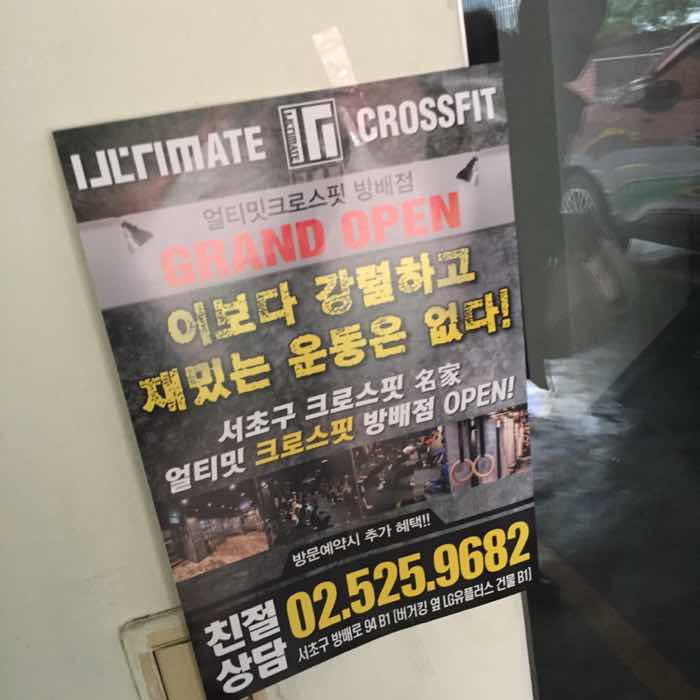 ULTIMATE CROSSFIT
ULTIMATE
얼티밋크로스핏 방배점
GRAND OPEN
이보다 강렬하고
재밌는 운동은 없다!
서초구 크로스핏 名家
얼티밋 크로스핏 방배점 OPEN!
방문예약시 추가 혜택!!
친절
상담
02.525.9682
서초구 방배로 94 B1 [버거킹 옆 LG유플러스 건물 B1]